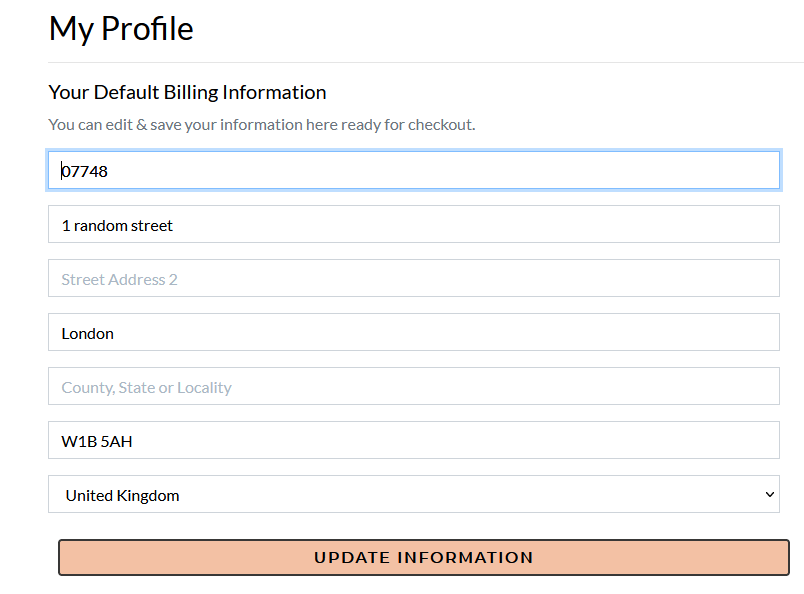 My Profile
Your Default Billing Information
You can edit & save your information here ready for checkout.
07748
1 random street
Street Address 2
London
County, State or Locality
W1B 5AH
United Kingdom
UPDATE INFORMATION